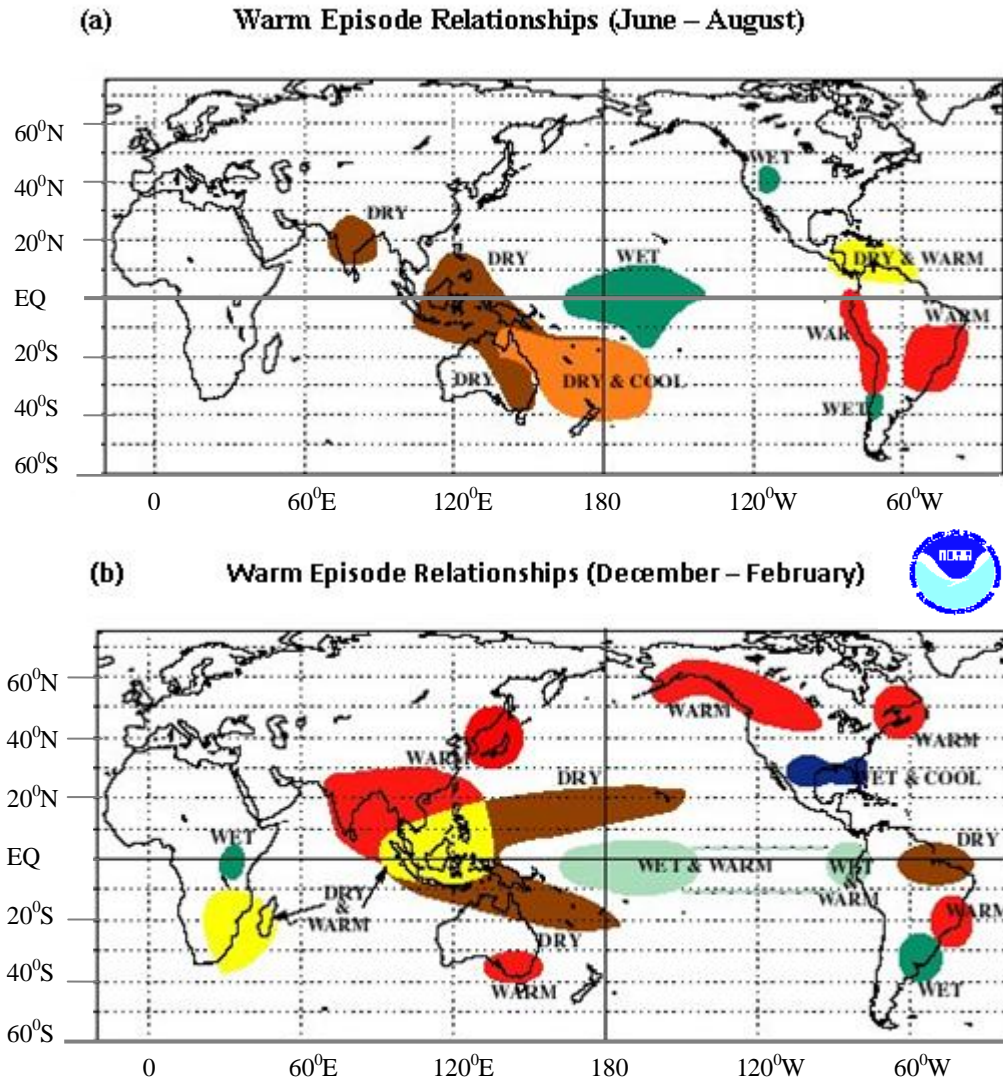 (a) Warm Episode Relationships (June – August)
60⁰N
WET
40⁰N
DRY
20⁰N
DRY
WET
DRY & WARM
EQ
WAR
WARM
20⁰S
DRY
DRY & COOL
40⁰S
WET
60⁰S
0 60⁰E 120⁰E 180 120⁰W 60⁰W
(b) Warm Episode Relationships (December – February)
NOAA
60⁰N
WARM
40⁰N
WARM
WARM
DRY
WET & COOL
20⁰N
WET
DRY
EQ
WET & WARM
WET
&
WARM
DRY
&
WARM
WARM
20⁰S
DRY
40⁰S
WARM
WET
60⁰S
0 60⁰E 120⁰E 180 120⁰W 60⁰W